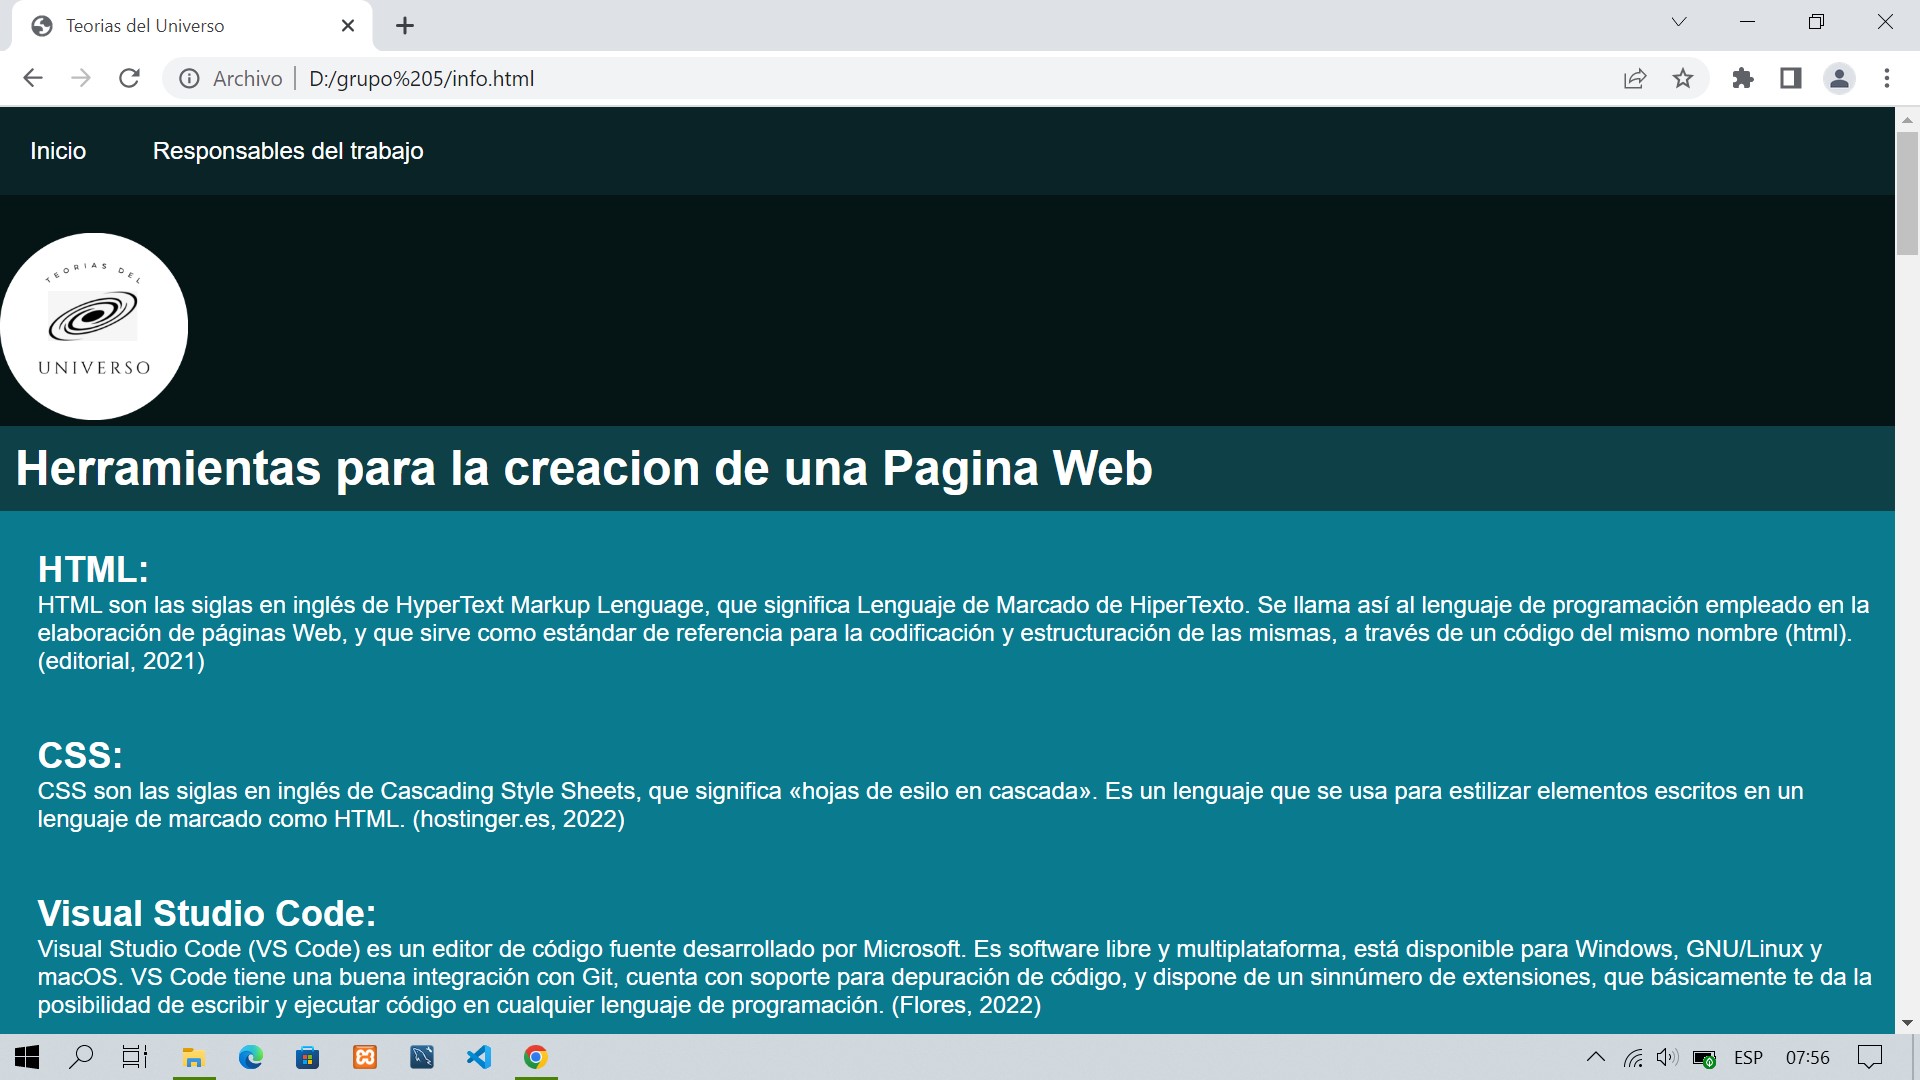 Teorias del Universo
Archivo D:/grupo%205/info.html
Inicio Responsables del trabajo
TEORIAS DEL
UNIVERSO
Herramientas para la creacion de una Pagina Web
HTML:
HTML son las siglas en inglés de HyperText Markup Lenguage, que significa Lenguaje de Marcado de HiperTexto. Se llama así al lenguaje de programación empleado en la
elaboración de páginas Web, y que sirve como estándar de referencia para la codificación y estructuración de las mismas, a través de un código del mismo nombre (html).
(editorial, 2021)
CSS:
CSS son las siglas en inglés de Cascading Style Sheets, que significa «hojas de esilo en cascada». Es un lenguaje que se usa para estilizar elementos escritos en un
lenguaje de marcado como HTML. (hostinger.es, 2022)
Visual Studio Code:
Visual Studio Code (VS Code) es un editor de código fuente desarrollado por Microsoft. Es software libre y multiplataforma, está disponible para Windows, GNU/Linux y
macOS. VS Code tiene una buena integración con Git, cuenta con soporte para depuración de código, y dispone de un sinnúmero de extensiones, que básicamente te da la
posibilidad de escribir y ejecutar código en cualquier lenguaje de programación. (Flores, 2022)
ESP 07:56